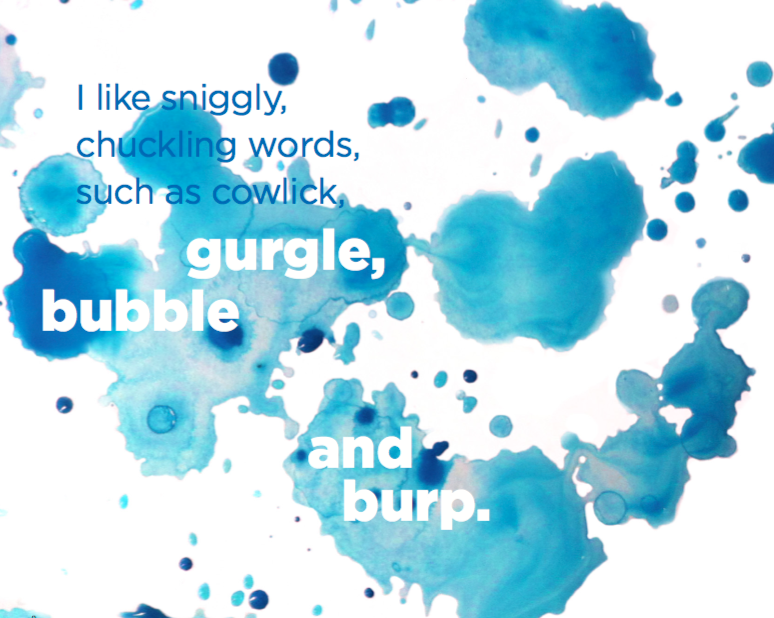 I like sniggly,
chuckling words,
such as cowlick,
gurgle,
bubble
and
burp.